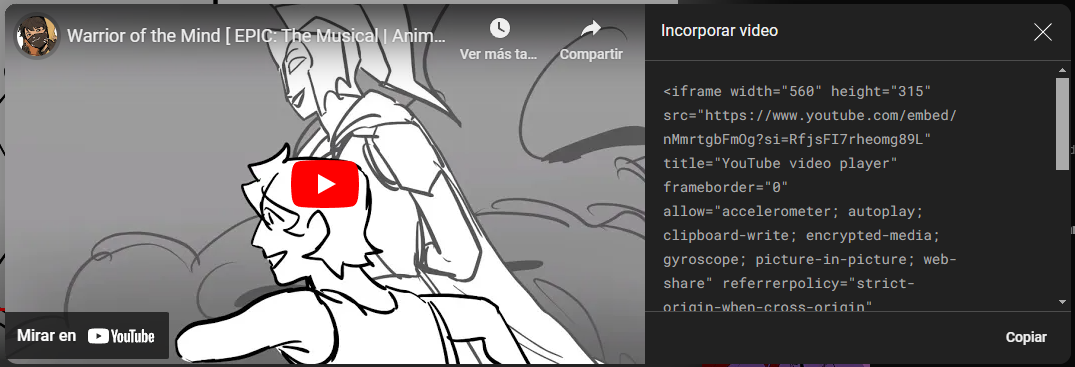 Warrior of the Mind [ EPIC: The Musical | Anim...
Ver más ta...
Compartir
Mirar en YouTube
Incorporar video
<iframe width="560" height="315"
src="https://www.youtube.com/embed/
nMmrtgbFmOg?si=RfjsFI7rheomg89L"
title="YouTube video player"
frameborder="0"
allow="accelerometer; autoplay;
clipboard-write; encrypted-media;
gyroscope; picture-in-picture; web-
share" referrerpolicy="strict-
origin-when-cross-origin"
Copiar